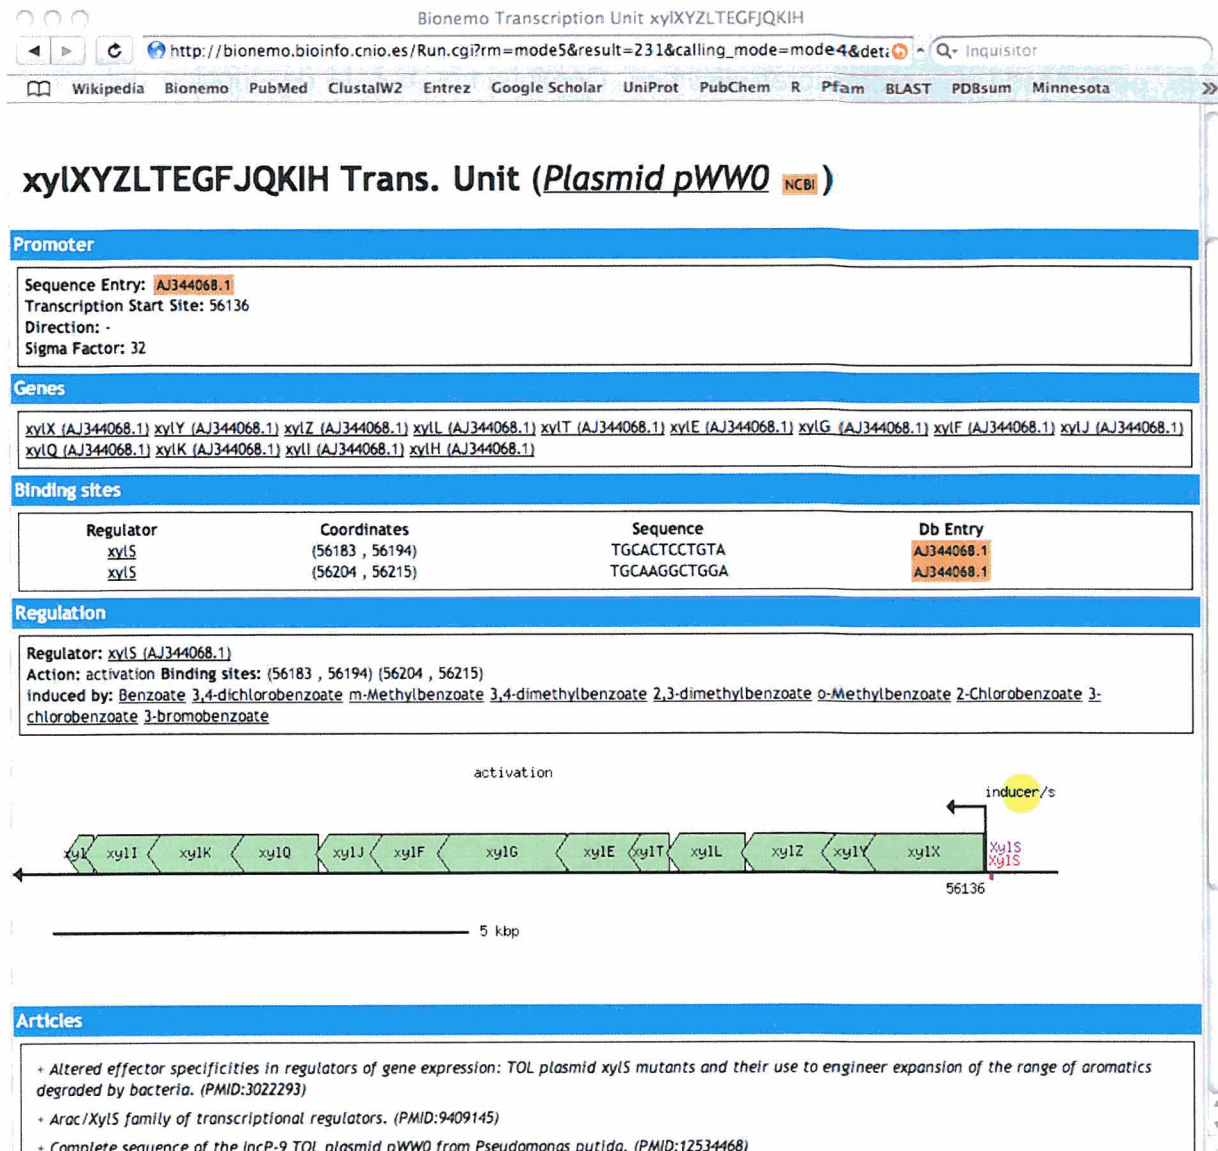 Bionemo Transcription Unit xylXYZLTEGFJQKIH
http://bionemo.bioinfo.cnio.es/Run.cgi?rm=mode5&result=231&calling_mode=mode4&deta Q- Inquisitor
Wikipedia Bionemo PubMed ClustalW2 Entrez Google Scholar UniProt PubChem R Pfam BLAST PDBsum Minnesota »
xylXYZLTEGFJQKIH Trans. Unit (Plasmid pWW0 NCBI )
Promoter
Sequence Entry: AJ344068.1
Transcription Start Site: 56136
Direction: -
Sigma Factor: 32
Genes
xylX (AJ344068.1) xylY (AJ344068.1) xylZ (AJ344068.1) xylL (AJ344068.1) xylT (AJ344068.1) xylE (AJ344068.1) xylG (AJ344068.1) xylF (AJ344068.1) xylJ (AJ344068.1)
xylQ (AJ344068.1) xylK (AJ344068.1) xylI (AJ344068.1) xylH (AJ344068.1)
Binding sites
Regulator Coordinates Sequence Db Entry
xylS (56183 , 56194) TGCACTCCTGTA AJ344068.1
xylS (56204 , 56215) TGCAAGGCTGGA AJ344068.1
Regulation
Regulator: xylS (AJ344068.1)
Action: activation Binding sites: (56183 , 56194) (56204 , 56215)
Induced by: Benzoate 3,4-dichlorobenzoate m-Methylbenzoate 3,4-dimethylbenzoate 2,3-dimethylbenzoate o-Methylbenzoate 2-Chlorobenzoate 3-
chlorobenzoate 3-bromobenzoate
activation
inducer/s
xylI xylK xylQ xylJ xylF xylG xylE xylT xylL xylZ xylY xylX XylS
XylS
56136
5 kbp
Articles
+ Altered effector specificities in regulators of gene expression: TOL plasmid xylS mutants and their use to engineer expansion of the range of aromatics
degraded by bacteria. (PMID:3022293)
+ Arac/XylS family of transcriptional regulators. (PMID:9409145)
+ Complete sequence of the IncP-9 TOL plasmid pWW0 from Pseudomonas putida. (PMID:12534468)